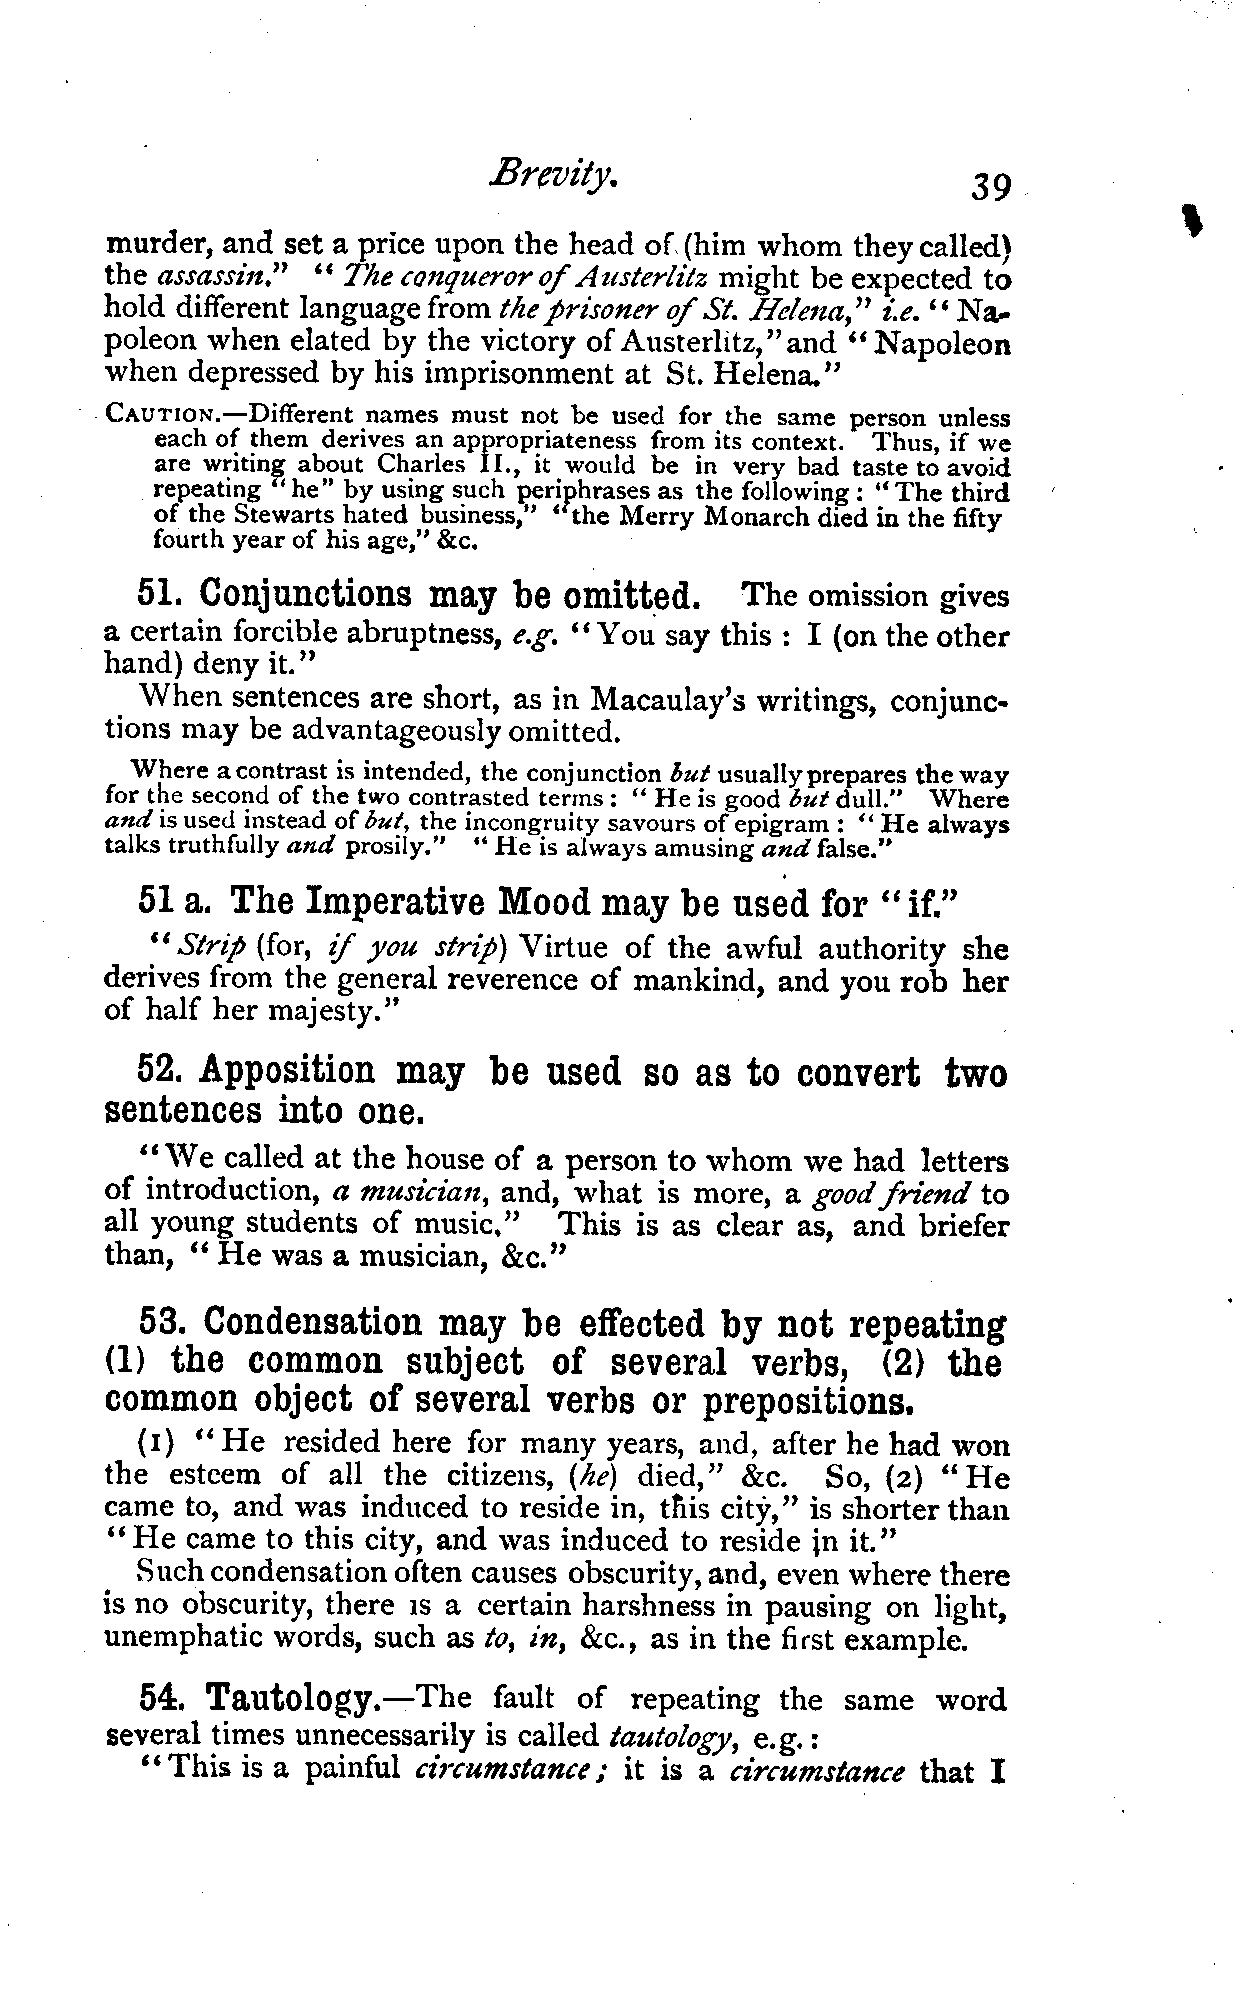 Brevity.
39
murder, and set a price upon the head of (him whom they called)
the assassin." "The conqueror of Austerlitz might be expected to
hold different language from the prisoner of St. Helena," i.e. "Na-
poleon when elated by the victory of Austerlitz," and "Napoleon
when depressed by his imprisonment at St. Helena."
CAUTION.—Different names must not be used for the same person unless
each of them derives an appropriateness from its context. Thus, if we
are writing about Charles II., it would be in very bad taste to avoid
repeating "he" by using such periphrases as the following: "The third
of the Stewarts hated business," "the Merry Monarch died in the fifty
fourth year of his age," &c.
51. Conjunctions may be omitted. The omission gives
a certain forcible abruptness, e.g. "You say this : I (on the other
hand) deny it."
When sentences are short, as in Macaulay's writings, conjunc-
tions may be advantageously omitted.
Where a contrast is intended, the conjunction but usually prepares the way
for the second of the two contrasted terms : "He is good but dull." Where
and is used instead of but, the incongruity savours of epigram : "He always
talks truthfully and prosily." "He is always amusing and false."
51 a. The Imperative Mood may be used for "if."
"Strip (for, if you strip) Virtue of the awful authority she
derives from the general reverence of mankind, and you rob her
of half her majesty."
52. Apposition may be used so as to convert two
sentences into one.
"We called at the house of a person to whom we had letters
of introduction, a musician, and, what is more, a good friend to
all young students of music." This is as clear as, and briefer
than, "He was a musician, &c."
53. Condensation may be effected by not repeating
(1) the common subject of several verbs, (2) the
common object of several verbs or prepositions.
(1) "He resided here for many years, and, after he had won
the esteem of all the citizens, (he) died," &c. So, (2) "He
came to, and was induced to reside in, this city," is shorter than
"He came to this city, and was induced to reside in it."
Such condensation often causes obscurity, and, even where there
is no obscurity, there is a certain harshness in pausing on light,
unemphatic words, such as to, in, &c., as in the first example.
54. Tautology.—The fault of repeating the same word
several times unnecessarily is called tautology, e.g. :
"This is a painful circumstance; it is a circumstance that I